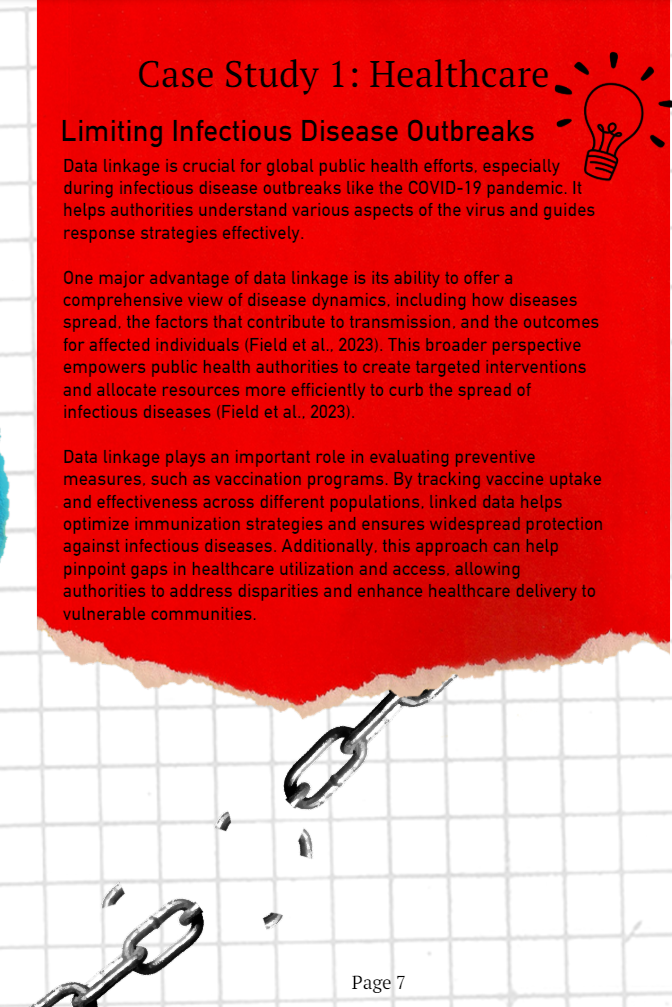 Case Study 1: Healthcare
Limiting Infectious Disease Outbreaks
Data linkage is crucial for global public health efforts, especially
during infectious disease outbreaks like the COVID-19 pandemic. It
helps authorities understand various aspects of the virus and guides
response strategies effectively.
One major advantage of data linkage is its ability to offer a
comprehensive view of disease dynamics, including how diseases
spread, the factors that contribute to transmission, and the outcomes
for affected individuals (Field et al., 2023). This broader perspective
empowers public health authorities to create targeted interventions
and allocate resources more efficiently to curb the spread of
infectious diseases (Field et al., 2023).
Data linkage plays an important role in evaluating preventive
measures, such as vaccination programs. By tracking vaccine uptake
and effectiveness across different populations, linked data helps
optimize immunization strategies and ensures widespread protection
against infectious diseases. Additionally, this approach can help
pinpoint gaps in healthcare utilization and access, allowing
authorities to address disparities and enhance healthcare delivery to
vulnerable communities.
Page 7